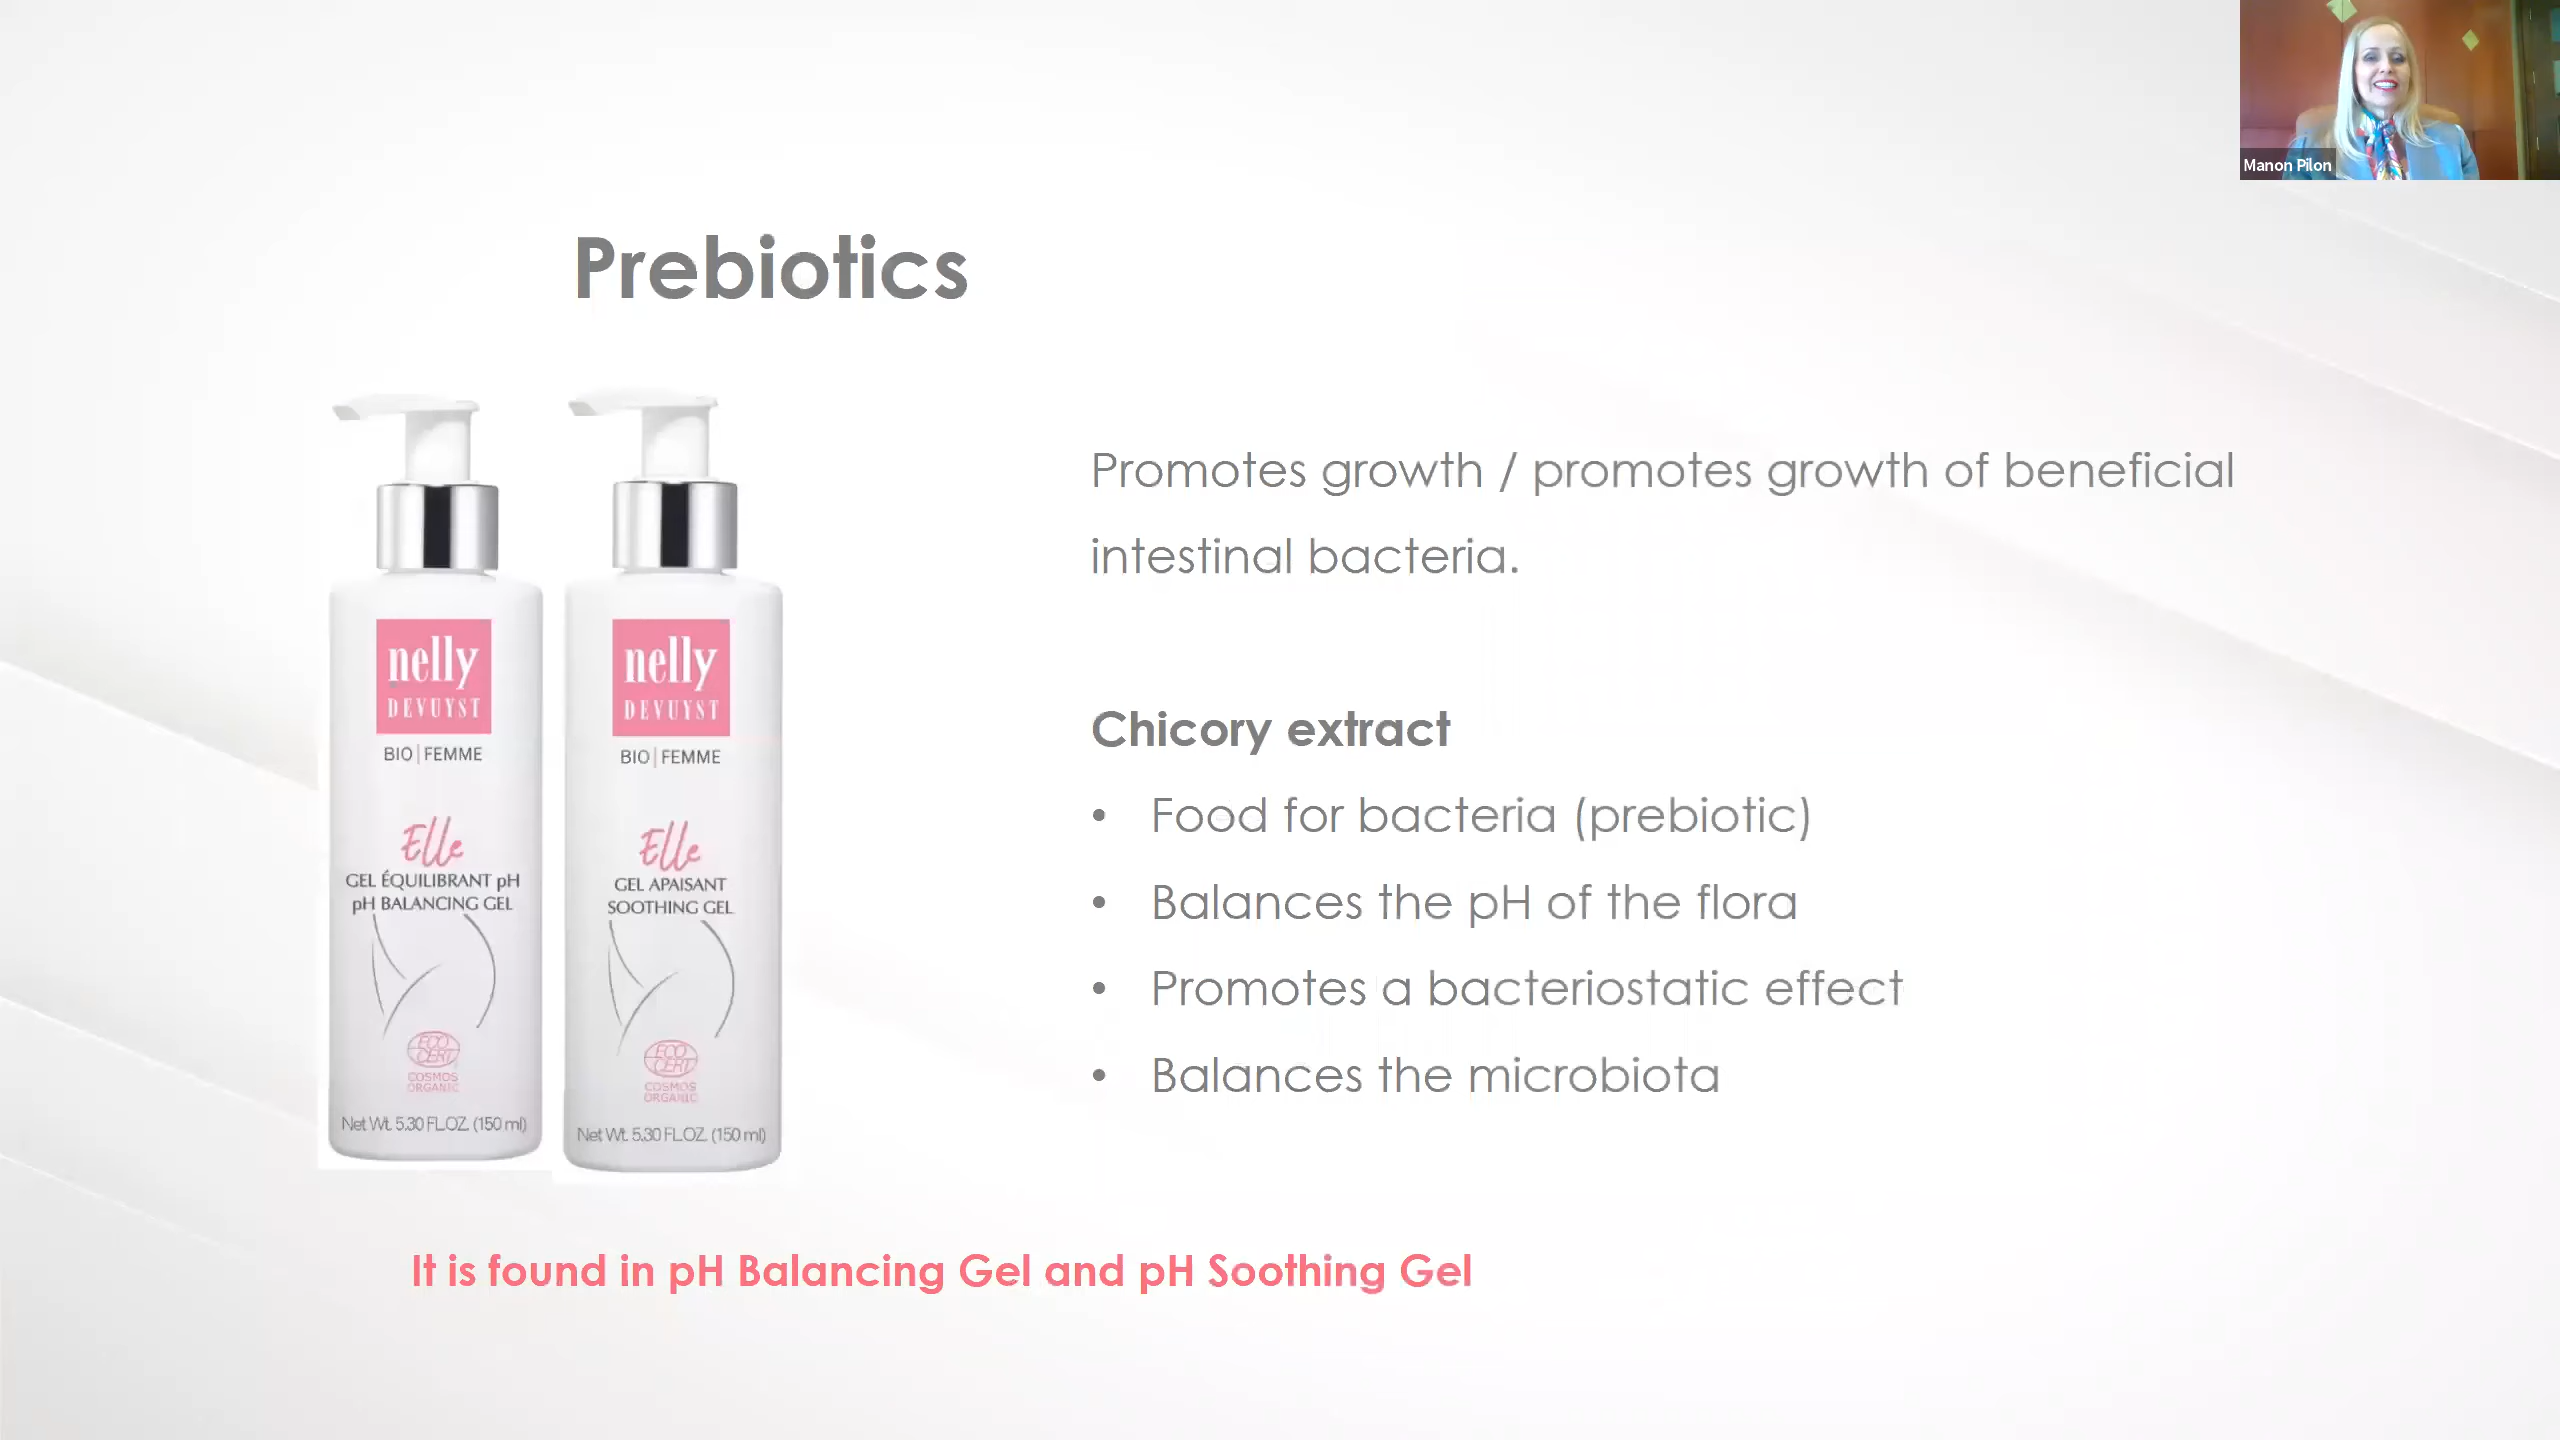 Manon Pilon
Prebiotics
Promotes growth / promotes growth of beneficial
intestinal bacteria.
Chicory extract
• Food for bacteria (prebiotic)
• Balances the pH of the flora
• Promotes a bacteriostatic effect
• Balances the microbiota
nelly
DEVUYST
BIO | FEMME
Elle
GEL ÉQUILIBRANT pH
pH BALANCING GEL
ECO
CERT
COSMOS
ORGANIC
Net Wt. 5.30 FL.OZ. (150 ml)
nelly
DEVUYST
BIO | FEMME
Elle
GEL APAISANT
SOOTHING GEL
ECO
CERT
COSMOS
ORGANIC
Net Wt. 5.30 FL.OZ. (150 ml)
It is found in pH Balancing Gel and pH Soothing Gel